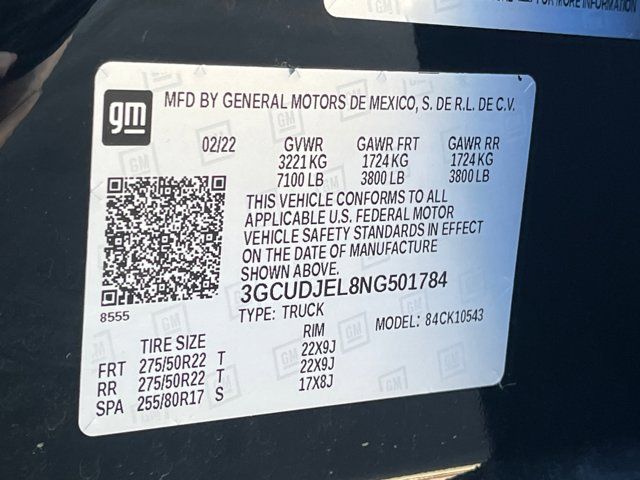 FOR MORE INFORMATION
gm
MFD BY GENERAL MOTORS DE MEXICO, S. DE R.L. DE C.V.
02/22 GVWR GAWR FRT GAWR RR
3221 KG 1724 KG 1724 KG
7100 LB 3800 LB 3800 LB
THIS VEHICLE CONFORMS TO ALL
APPLICABLE U.S. FEDERAL MOTOR
VEHICLE SAFETY STANDARDS IN EFFECT
ON THE DATE OF MANUFACTURE
SHOWN ABOVE.
3GCUDJEL8NG501784
8555 TYPE: TRUCK MODEL: 84CK10543
TIRE SIZE RIM
FRT 275/50R22 T 22X9J
RR 275/50R22 T 22X9J
SPA 255/80R17 S 17X8J